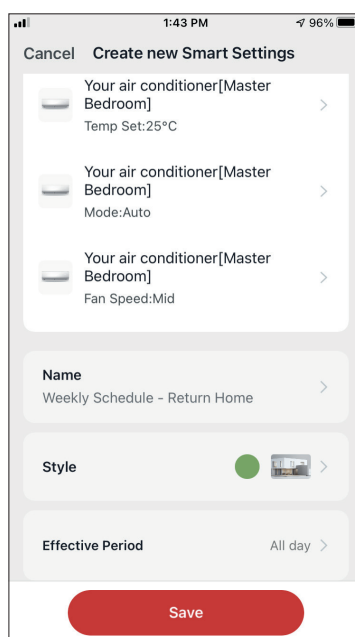 1:43 PM
96%
Cancel Create new Smart Settings
Your air conditioner[Master
Bedroom]
Temp Set:25°C
Your air conditioner[Master
Bedroom]
Mode:Auto
Your air conditioner[Master
Bedroom]
Fan Speed:Mid
Name
Weekly Schedule - Return Home
Style
Effective Period All day
Save